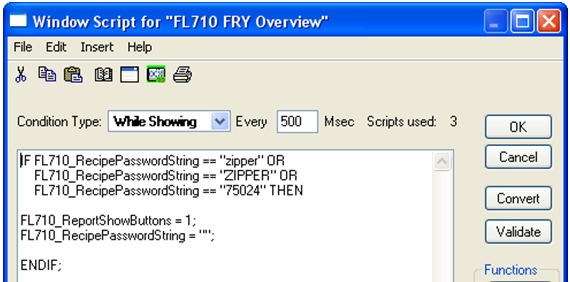 Window Script for "FL710 FRY Overview"
File Edit Insert Help
Condition Type: While Showing Every 500 Msec Scripts used: 3
OK
Cancel
Convert
Validate
Functions
IF FL710_RecipePasswordString == "zipper" OR
FL710_RecipePasswordString == "ZIPPER" OR
FL710_RecipePasswordString == "75024" THEN
FL710_ReportShowButtons = 1;
FL710_RecipePasswordString = "";
ENDIF;